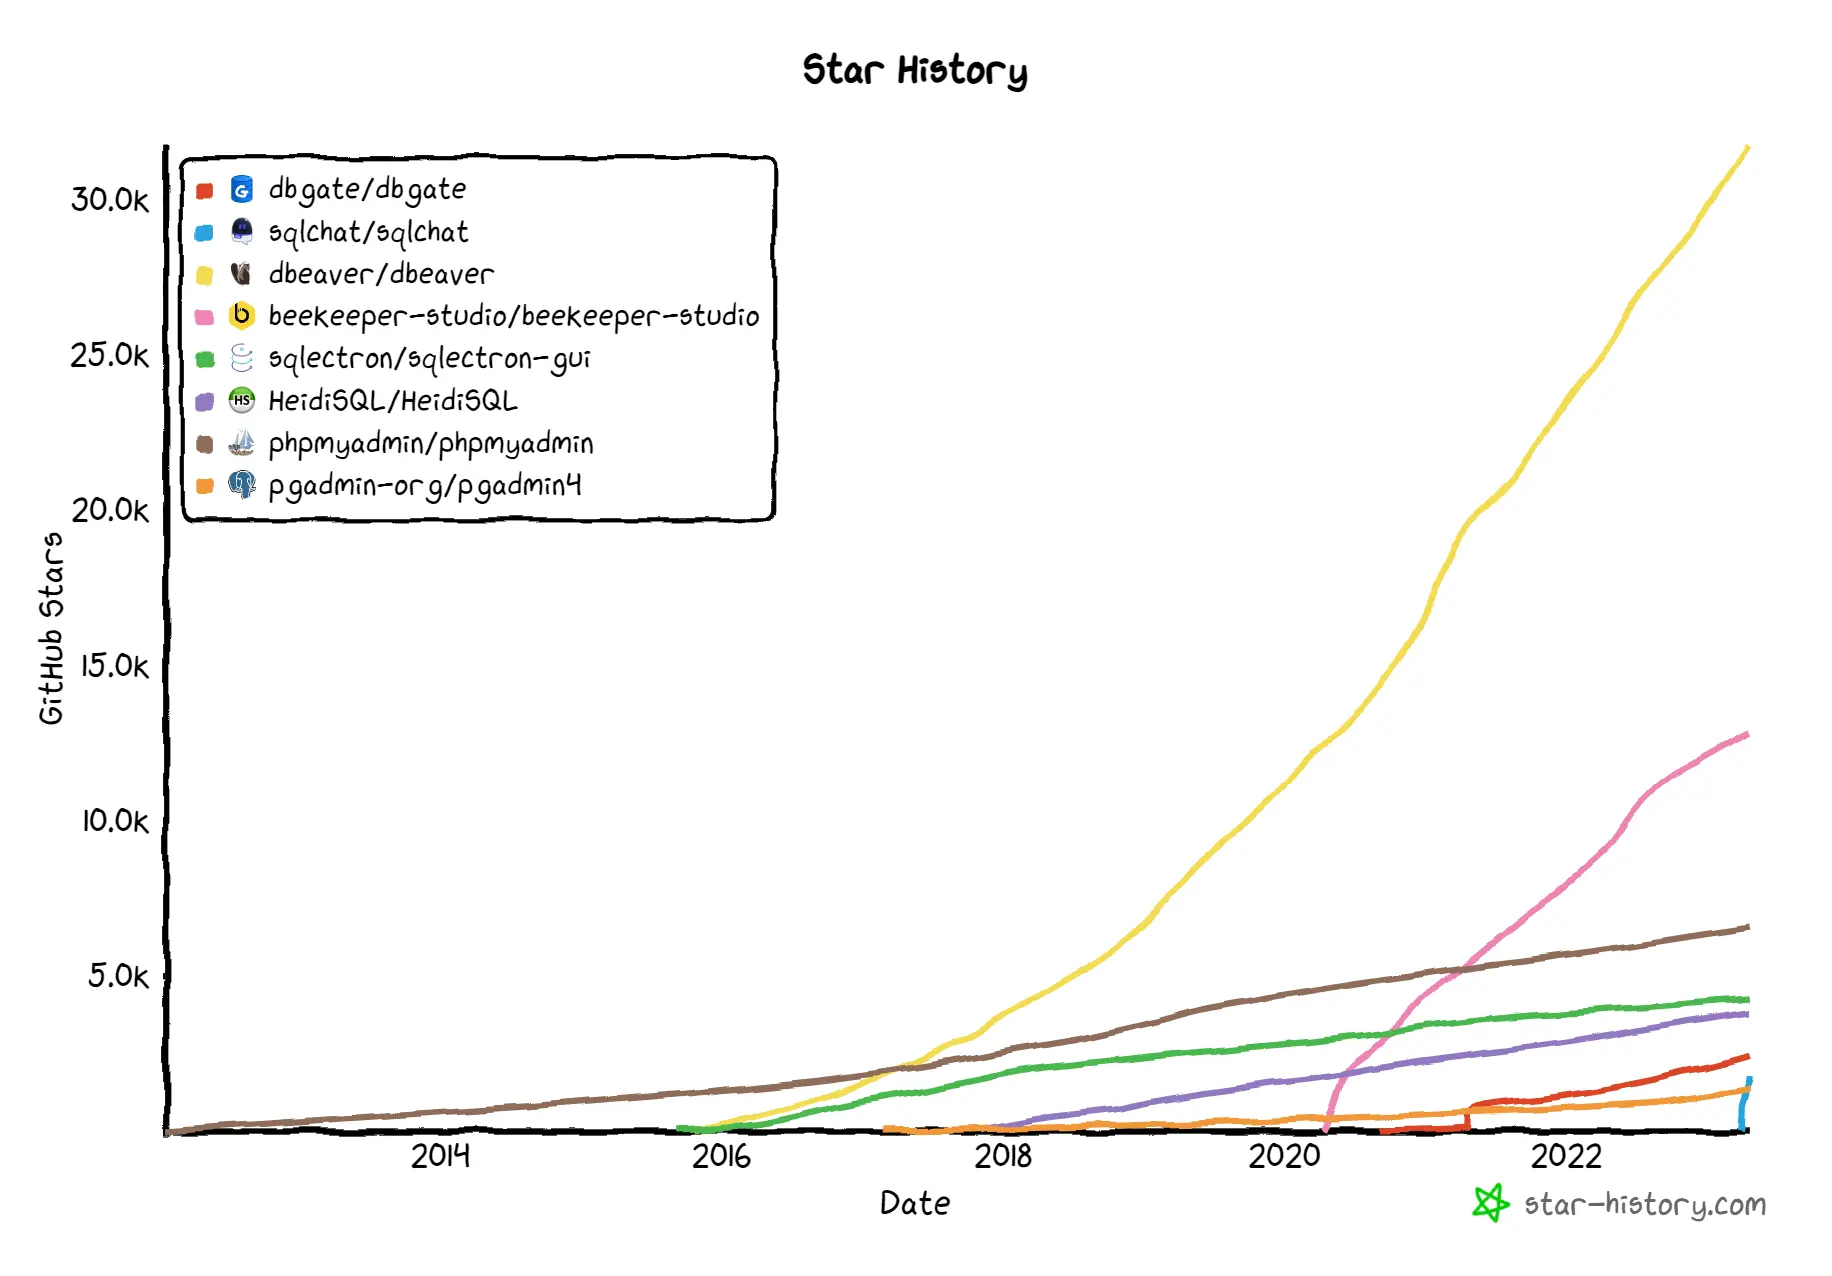 Star History
dbgate/dbgate
sqlchat/sqlchat
dbeaver/dbeaver
beekeeper-studio/beekeeper-studio
sqlectron/sqlectron-gui
HS HeidiSQL/HeidiSQL
phpmyadmin/phpmyadmin
pgadmin-org/pgadmin4
30.0k
25.0k
20.0k
15.0k
10.0k
5.0k
GitHub Stars
2014 2016 2018 2020 2022
Date
star-history.com